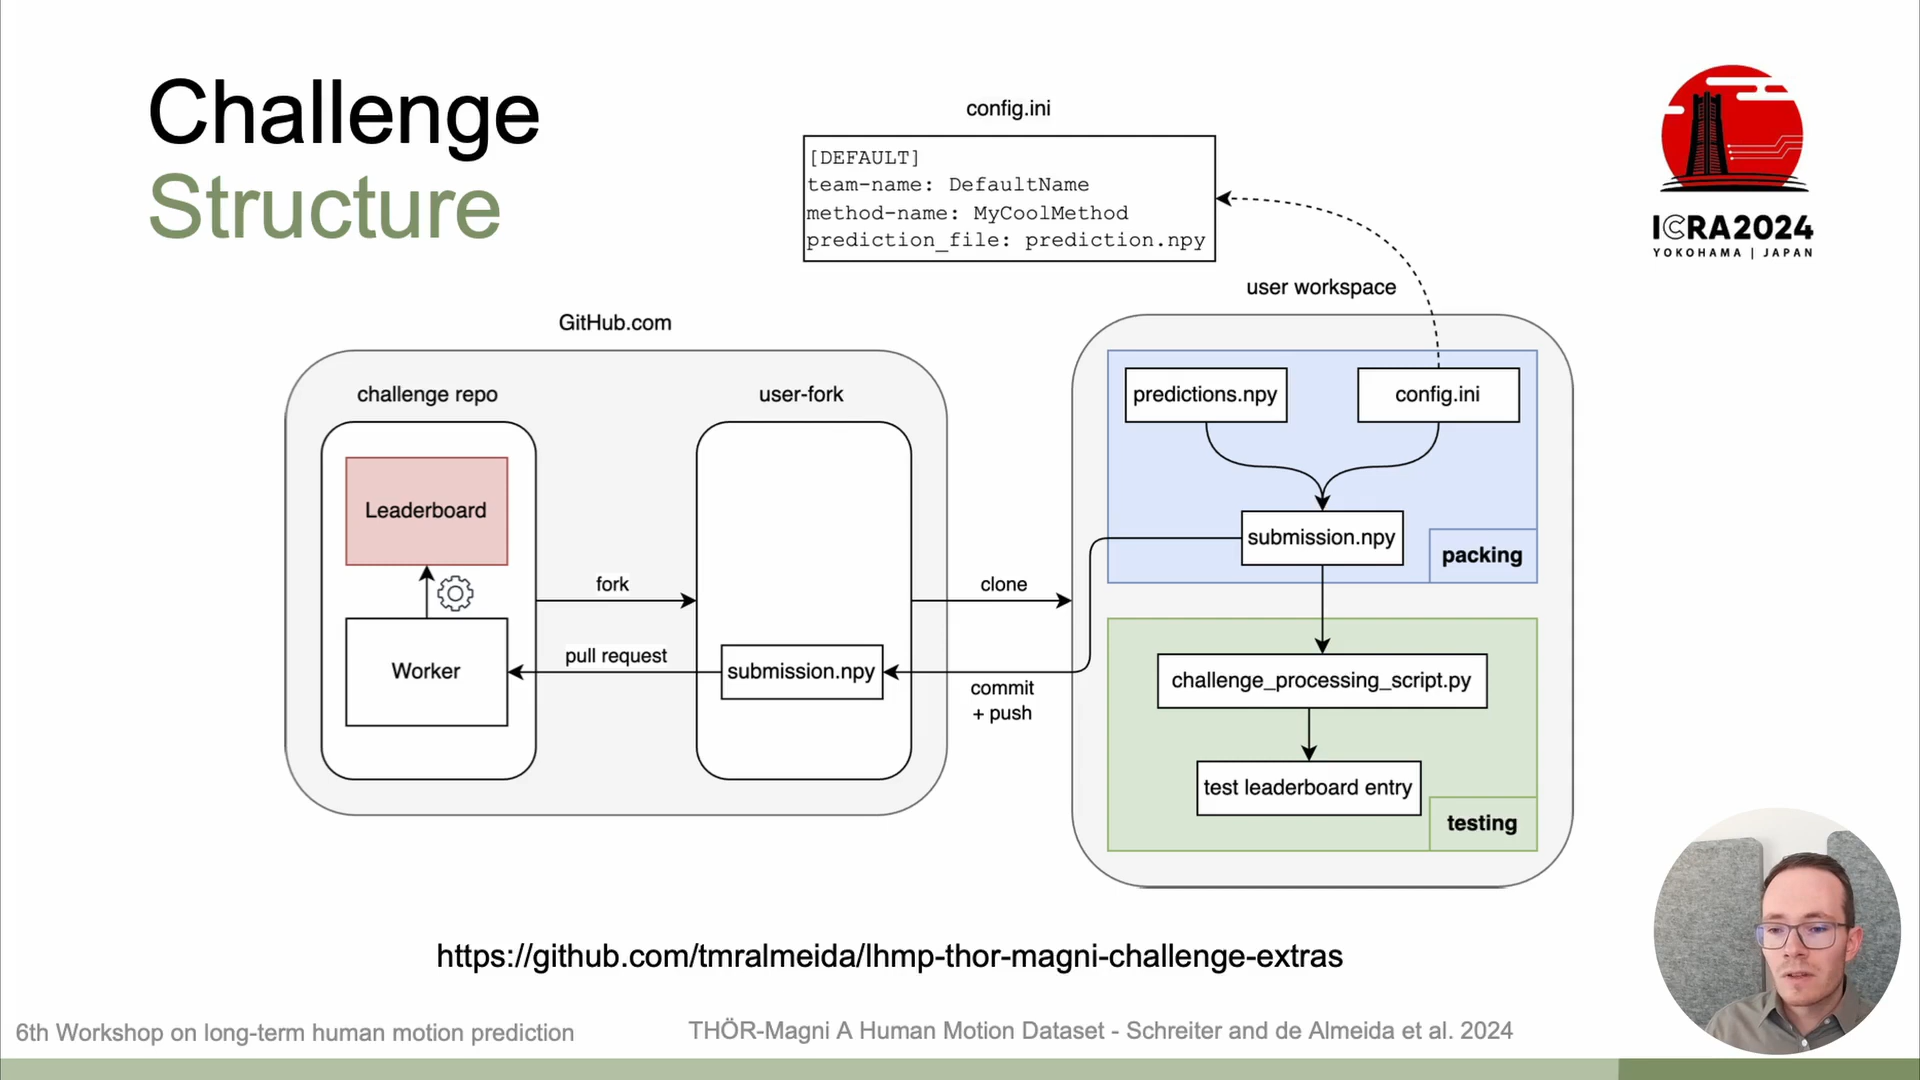 Challenge
Structure
config.ini
[DEFAULT]
team-name: DefaultName
method-name: MyCoolMethod
prediction_file: prediction.npy
ICRA2024
YOKOHAMA | JAPAN
user workspace
GitHub.com
challenge repo
user-fork
predictions.npy
config.ini
Leaderboard
submission.npy
packing
fork
clone
Worker
pull request
submission.npy
commit
+ push
challenge_processing_script.py
test leaderboard entry
testing
https://github.com/tmralmeida/lhmp-thor-magni-challenge-extras
6th Workshop on long-term human motion prediction
THÖR-Magni A Human Motion Dataset - Schreiter and de Almeida et al. 2024